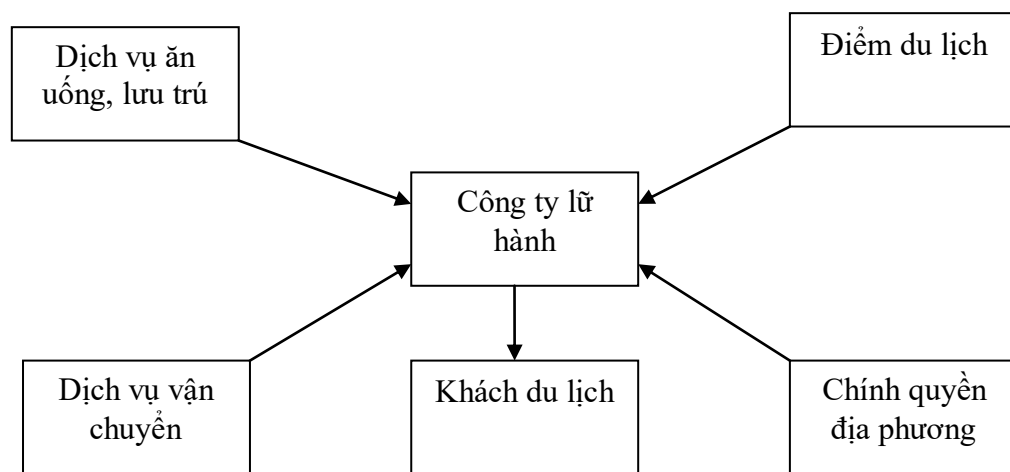 Dịch vụ ăn
uống, lưu trú
Điểm du lịch
Công ty lữ
hành
Dịch vụ vận
chuyển
Khách du lịch
Chính quyền
địa phương